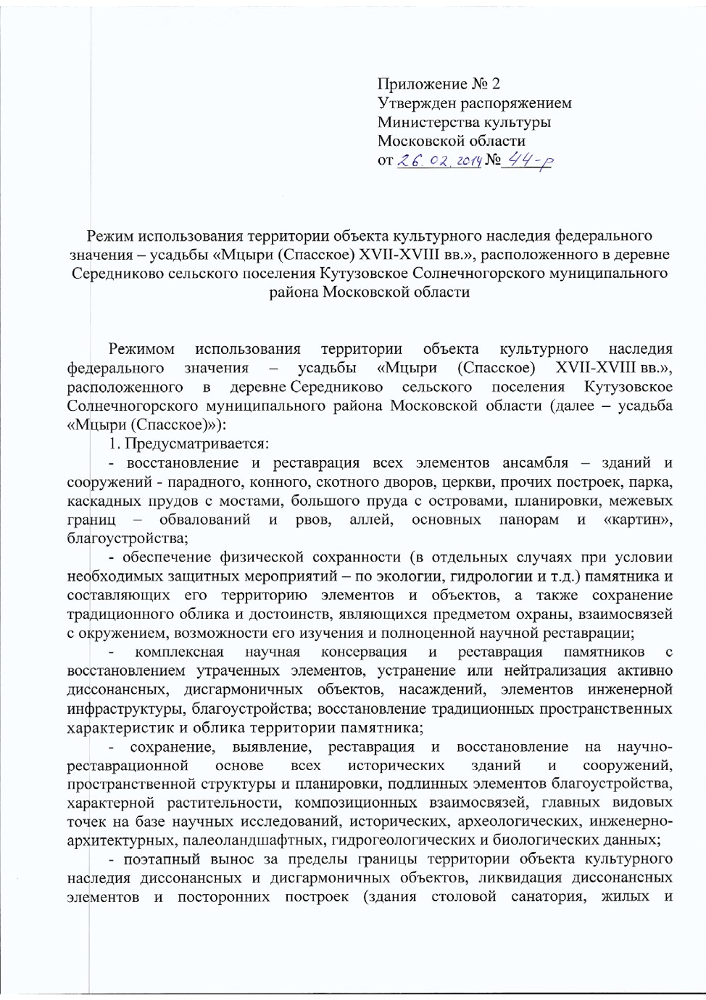 Приложение № 2
Утвержден распоряжением
Министерства культуры
Московской области
от 26.02.2014 № 44-р
Режим использования территории объекта культурного наследия федерального
значения – усадьбы «Мцыри (Спасское) XVII-XVIII вв.», расположенного в деревне
Середниково сельского поселения Кутузовское Солнечногорского муниципального
района Московской области
Режимом использования территории объекта культурного наследия
федерального значения – усадьбы «Мцыри (Спасское) XVII-XVIII вв.»,
расположенного в деревне Середниково сельского поселения Кутузовское
Солнечногорского муниципального района Московской области (далее – усадьба
«Мцыри (Спасское)»):
1. Предусматривается:
- восстановление и реставрация всех элементов ансамбля – зданий и
сооружений - парадного, конного, скотного дворов, церкви, прочих построек, парка,
каскадных прудов с мостами, большого пруда с островами, планировки, межевых
границ – обвалований и рвов, аллей, основных панорам и «картин»,
благоустройства;
- обеспечение физической сохранности (в отдельных случаях при условии
необходимых защитных мероприятий – по экологии, гидрологии и т.д.) памятника и
составляющих его территорию элементов и объектов, а также сохранение
традиционного облика и достоинств, являющихся предметом охраны, взаимосвязей
с окружением, возможности его изучения и полноценной научной реставрации;
- комплексная научная консервация и реставрация памятников с
восстановлением утраченных элементов, устранение или нейтрализация активно
диссонансных, дисгармоничных объектов, насаждений, элементов инженерной
инфраструктуры, благоустройства; восстановление традиционных пространственных
характеристик и облика территории памятника;
- сохранение, выявление, реставрация и восстановление на научно-
реставрационной основе всех исторических зданий и сооружений,
пространственной структуры и планировки, подлинных элементов благоустройства,
характерной растительности, композиционных взаимосвязей, главных видовых
точек на базе научных исследований, исторических, археологических, инженерно-
архитектурных, палеоландшафтных, гидрогеологических и биологических данных;
- поэтапный вынос за пределы границы территории объекта культурного
наследия диссонансных и дисгармоничных объектов, ликвидация диссонансных
элементов и посторонних построек (здания столовой санатория, жилых и